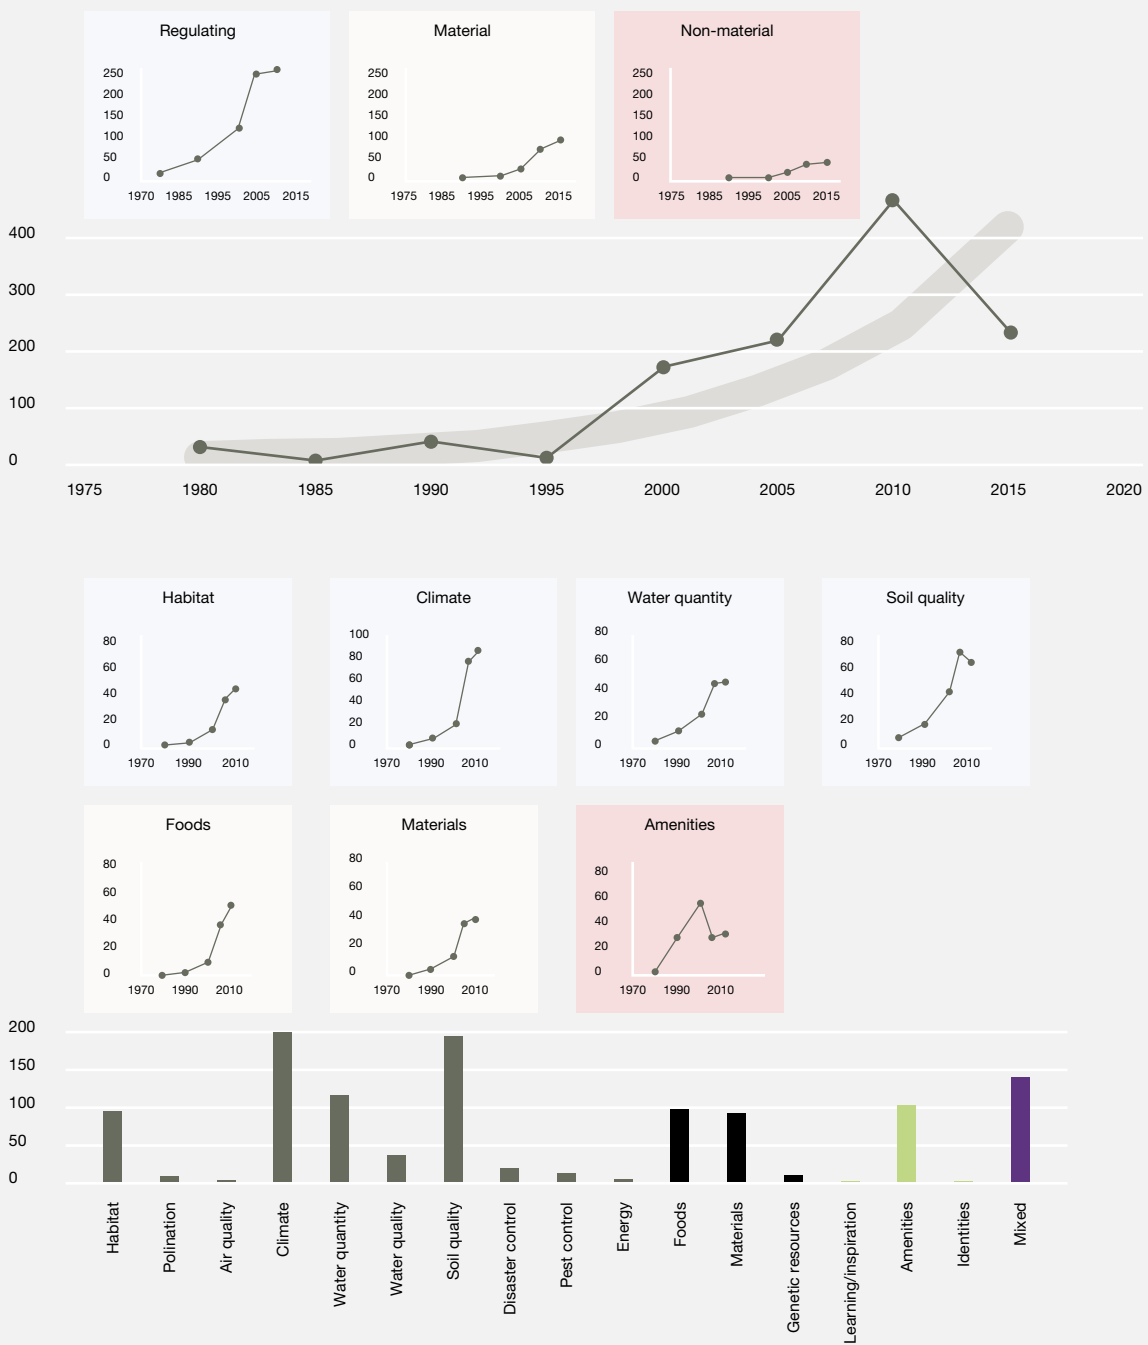 Regulating
250
200
150
100
50
0
1970 1985 1995 2005 2015
Material
250
200
150
100
50
0
1975 1985 1995 2005 2015
Non-material
250
200
150
100
50
0
1975 1985 1995 2005 2015
400
300
200
100
0
1975 1980 1985 1990 1995 2000 2005 2010 2015 2020
Habitat
80
60
40
20
0
1970 1990 2010
Climate
100
80
60
40
20
0
1970 1990 2010
Water quantity
80
60
40
20
0
1970 1990 2010
Soil quality
80
60
40
20
0
1970 1990 2010
Foods
80
60
40
20
0
1970 1990 2010
Materials
80
60
40
20
0
1970 1990 2010
Amenities
80
60
40
20
0
1970 1990 2010
200
150
100
50
0
Habitat
Polination
Air quality
Climate
Water quantity
Water quality
Soil quality
Disaster control
Pest control
Energy
Foods
Materials
Genetic resources
Learning/inspiration
Amenities
Identities
Mixed